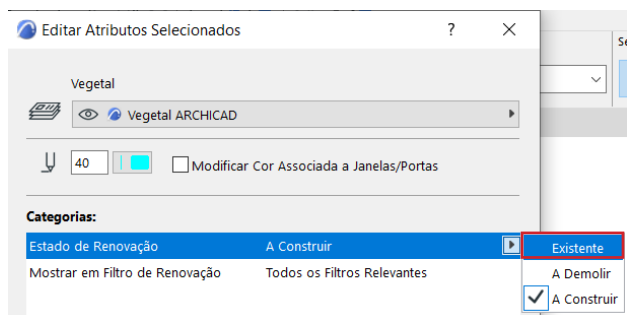 Editar Atributos Selecionados ? ×
Se
Vegetal
Vegetal ARCHICAD
40 Modificar Cor Associada a Janelas/Portas
Categorias:
Estado de Renovação A Construir Existente
Mostrar em Filtro de Renovação Todos os Filtros Relevantes A Demolir
A Construir